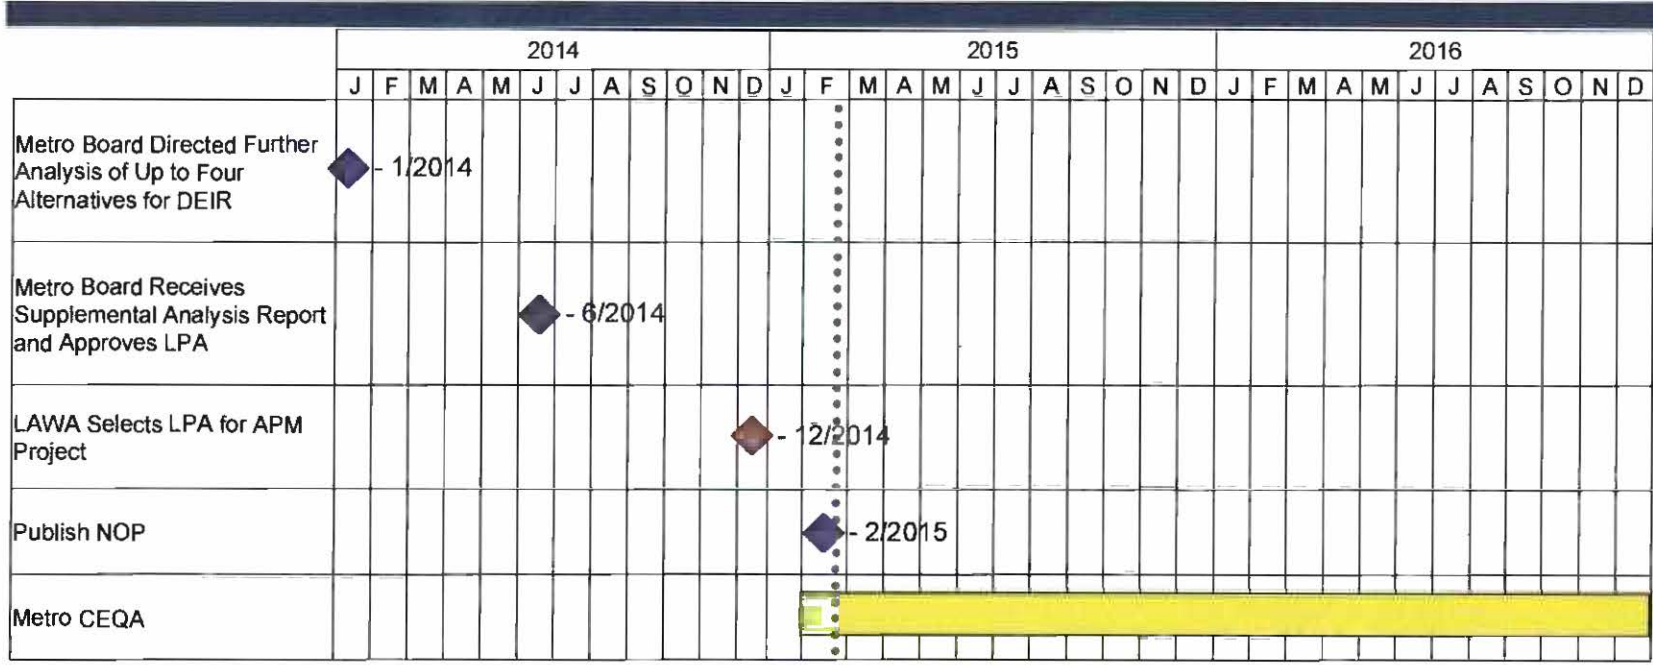 2014 2015 2016
J F M A M J J A S O N D J F M A M J J A S O N D J F M A M J J A S O N D
Metro Board Directed Further
Analysis of Up to Four
Alternatives for DEIR
- 1/2014
Metro Board Receives
Supplemental Analysis Report
and Approves LPA
- 6/2014
LAWA Selects LPA for APM
Project
- 12/2014
Publish NOP
- 2/2015
Metro CEQA